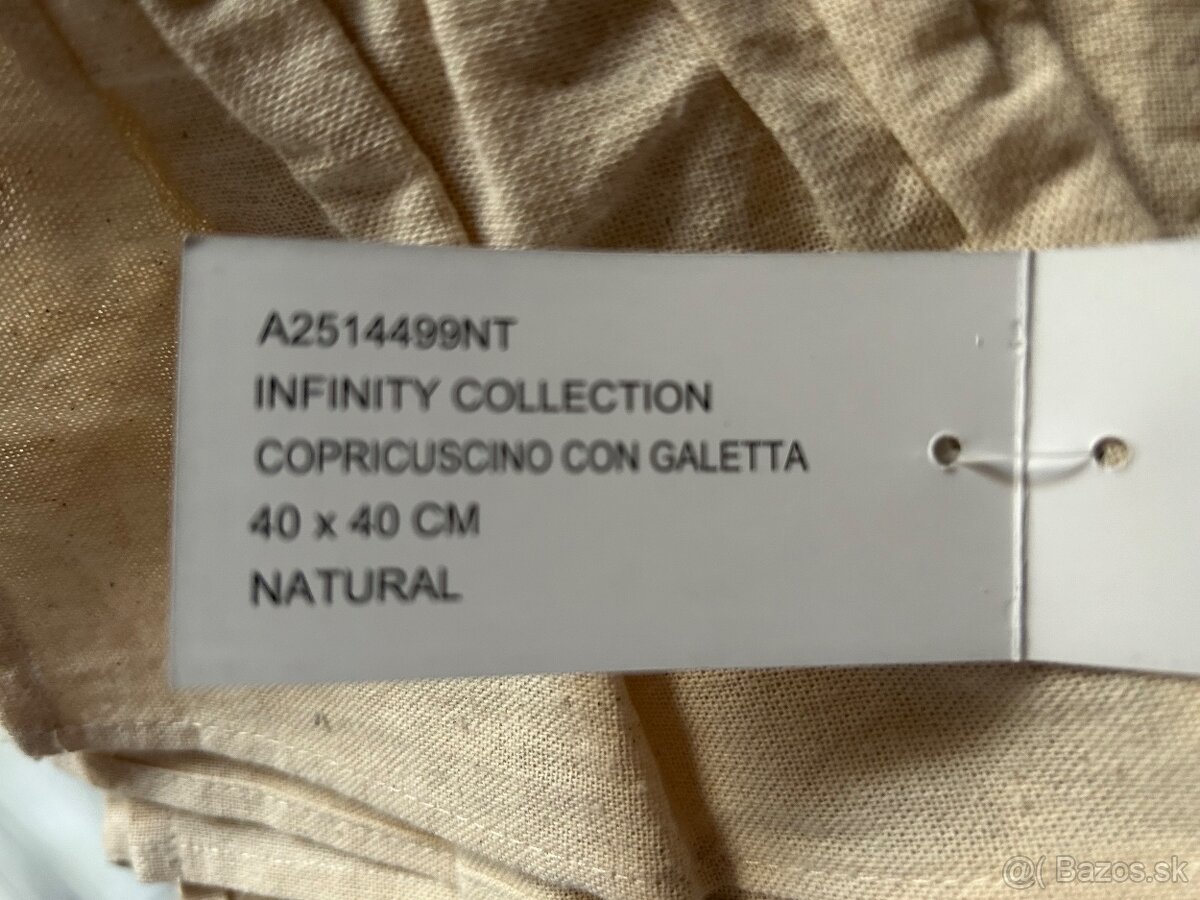 A2514499NT
INFINITY COLLECTION
COPRICUSCINO CON GALETTA
40 x 40 CM
NATURAL
@( Bazos.sk